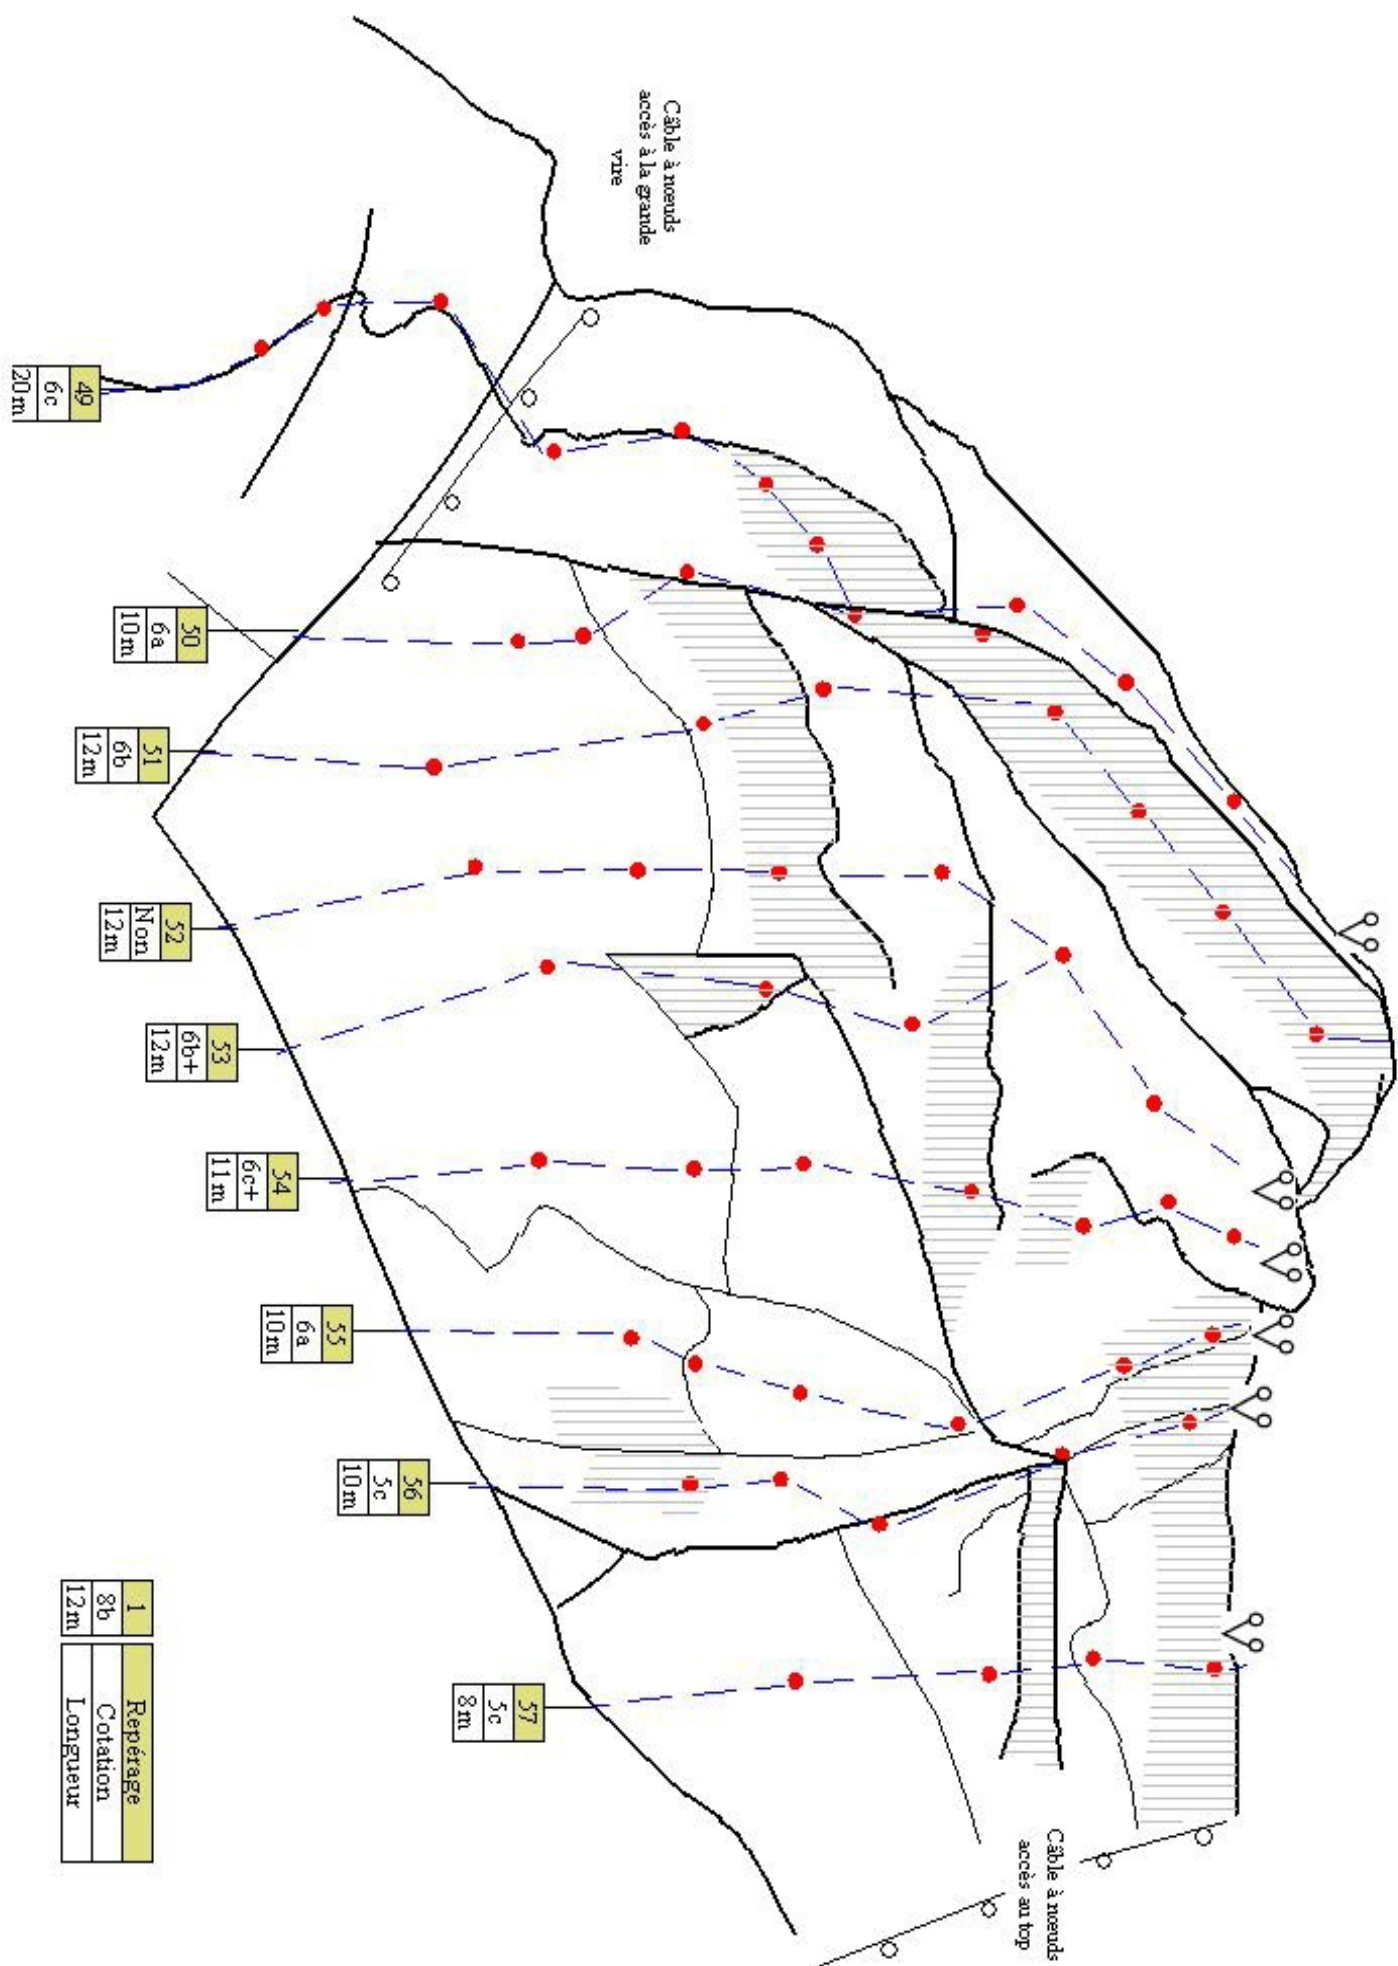 Câble à nœuds
accès à la grande
vire
49
6c
20m
50
6a
10m
51
6b
12m
52
Non
12m
53
6b+
12m
54
6c+
11m
55
6a
10m
56
5c
10m
57
5c
8m
Câble à nœuds
accès au top
1 Repérage
8b Cotation
12m Longueur